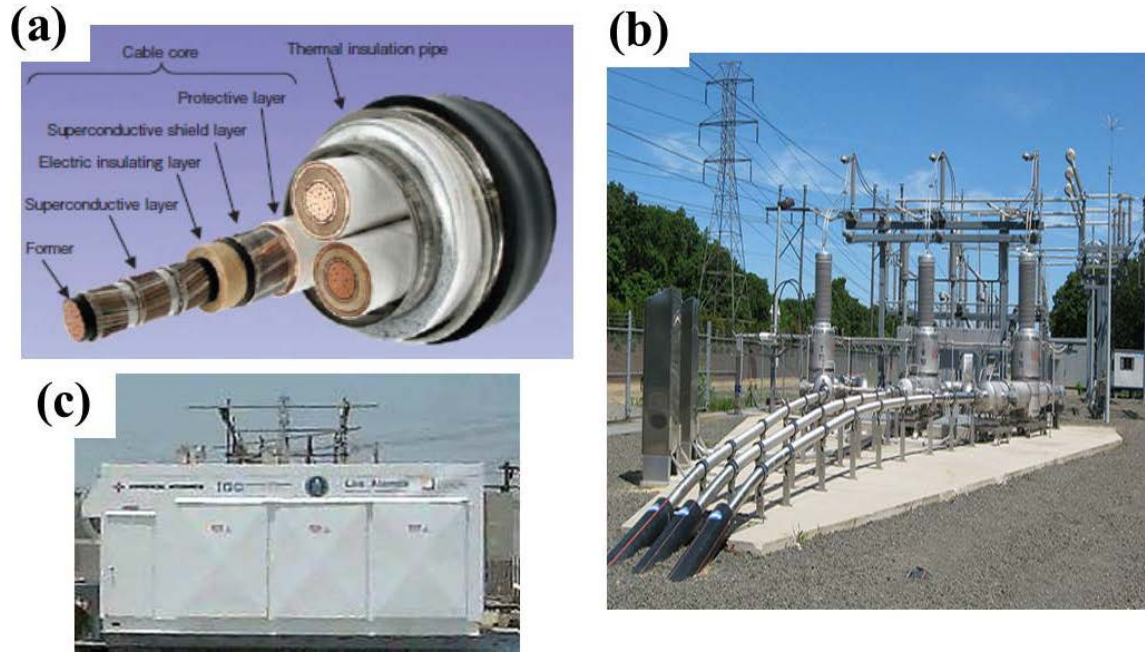 (a)
Cable core
Thermal insulation pipe
Protective layer
Superconductive shield layer
Electric insulating layer
Superconductive layer
Former
(b)
(c)
IGC
Los Alamos